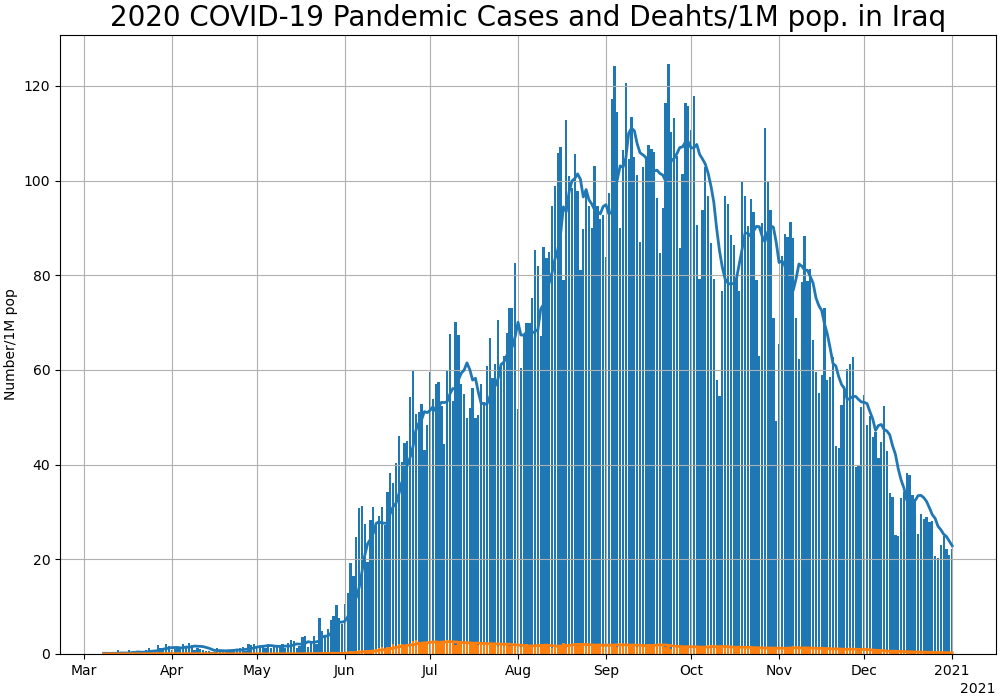 2020 COVID-19 Pandemic Cases and Deahts/1M pop. in Iraq
Number/1M pop
120
100
80
60
40
20
0
Mar Apr May Jun Jul Aug Sep Oct Nov Dec 2021
2021